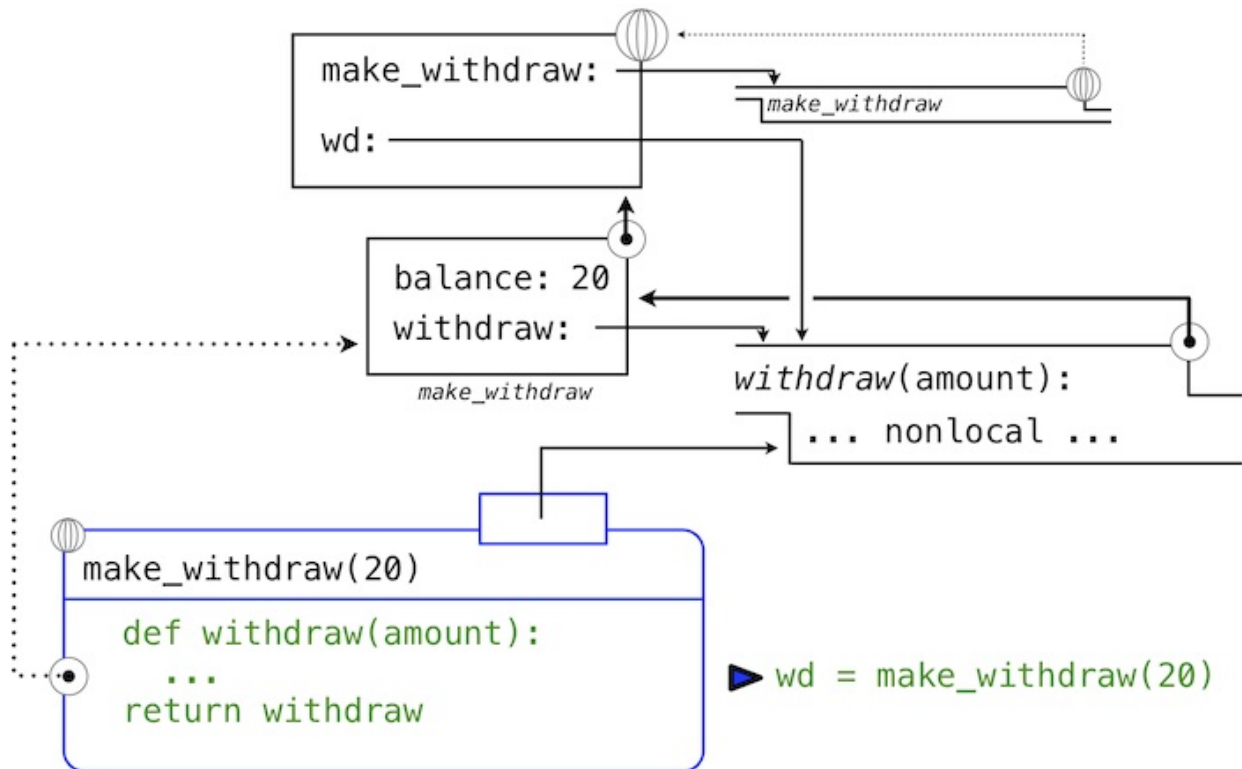 make_withdraw:
make_withdraw
wd:
balance: 20
withdraw:
make_withdraw
withdraw(amount):
... nonlocal ...
make_withdraw(20)
def withdraw(amount):
...
return withdraw
wd = make_withdraw(20)